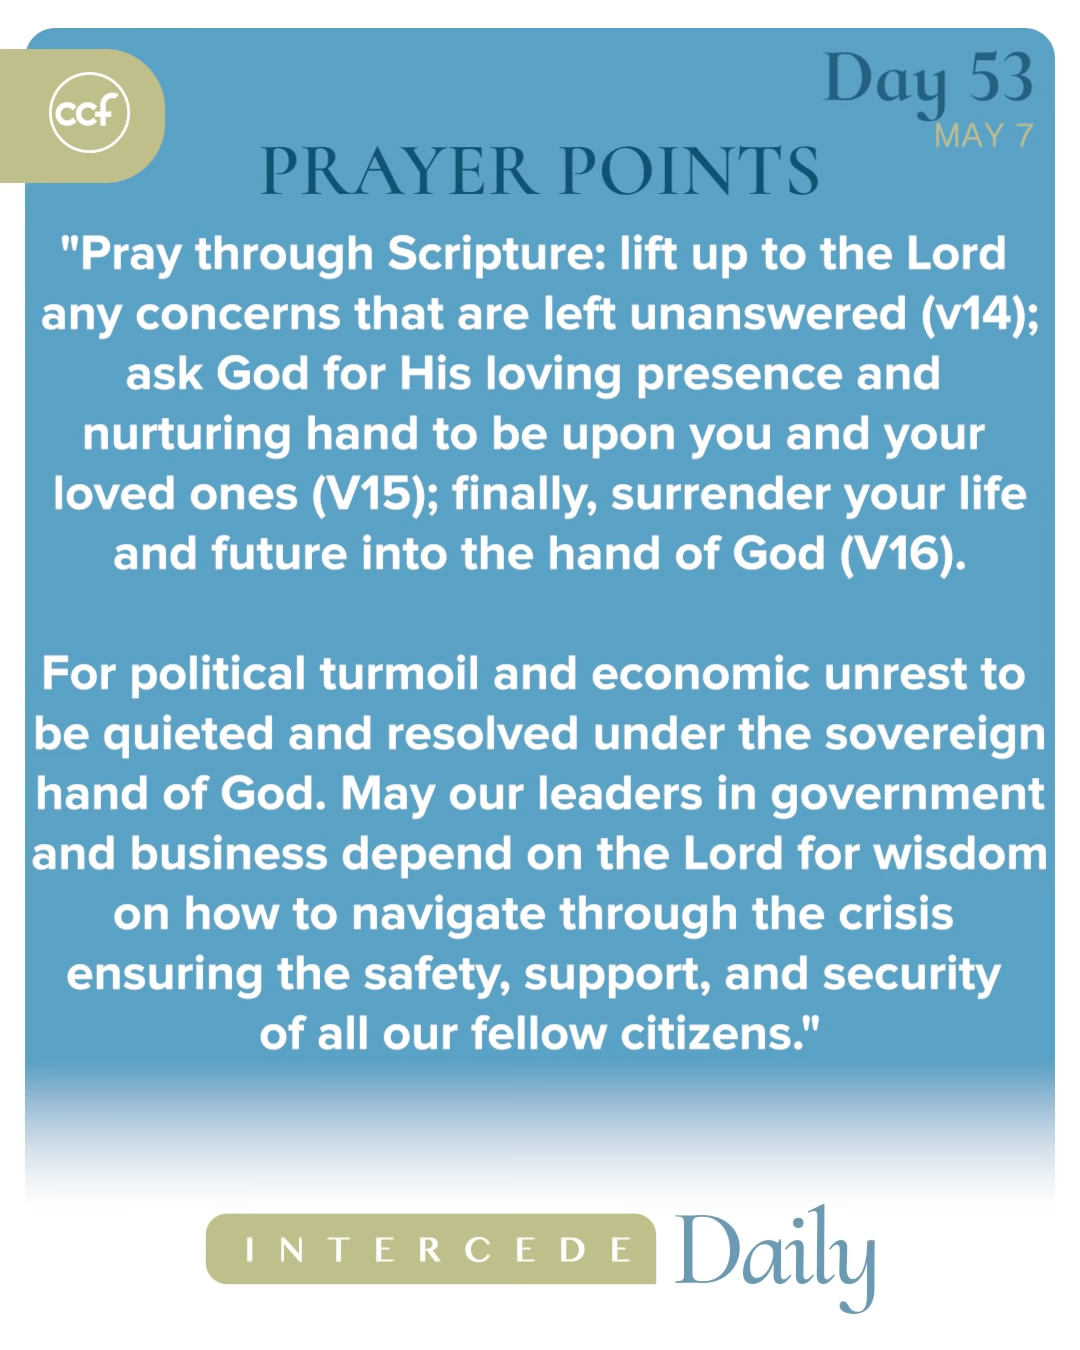 ccf
Day 53
MAY 7
PRAYER POINTS
"Pray through Scripture: lift up to the Lord
any concerns that are left unanswered (v14);
ask God for His loving presence and
nurturing hand to be upon you and your
loved ones (V15); finally, surrender your life
and future into the hand of God (V16).
For political turmoil and economic unrest to
be quieted and resolved under the sovereign
hand of God. May our leaders in government
and business depend on the Lord for wisdom
on how to navigate through the crisis
ensuring the safety, support, and security
of all our fellow citizens."
INTERCEDE Daily